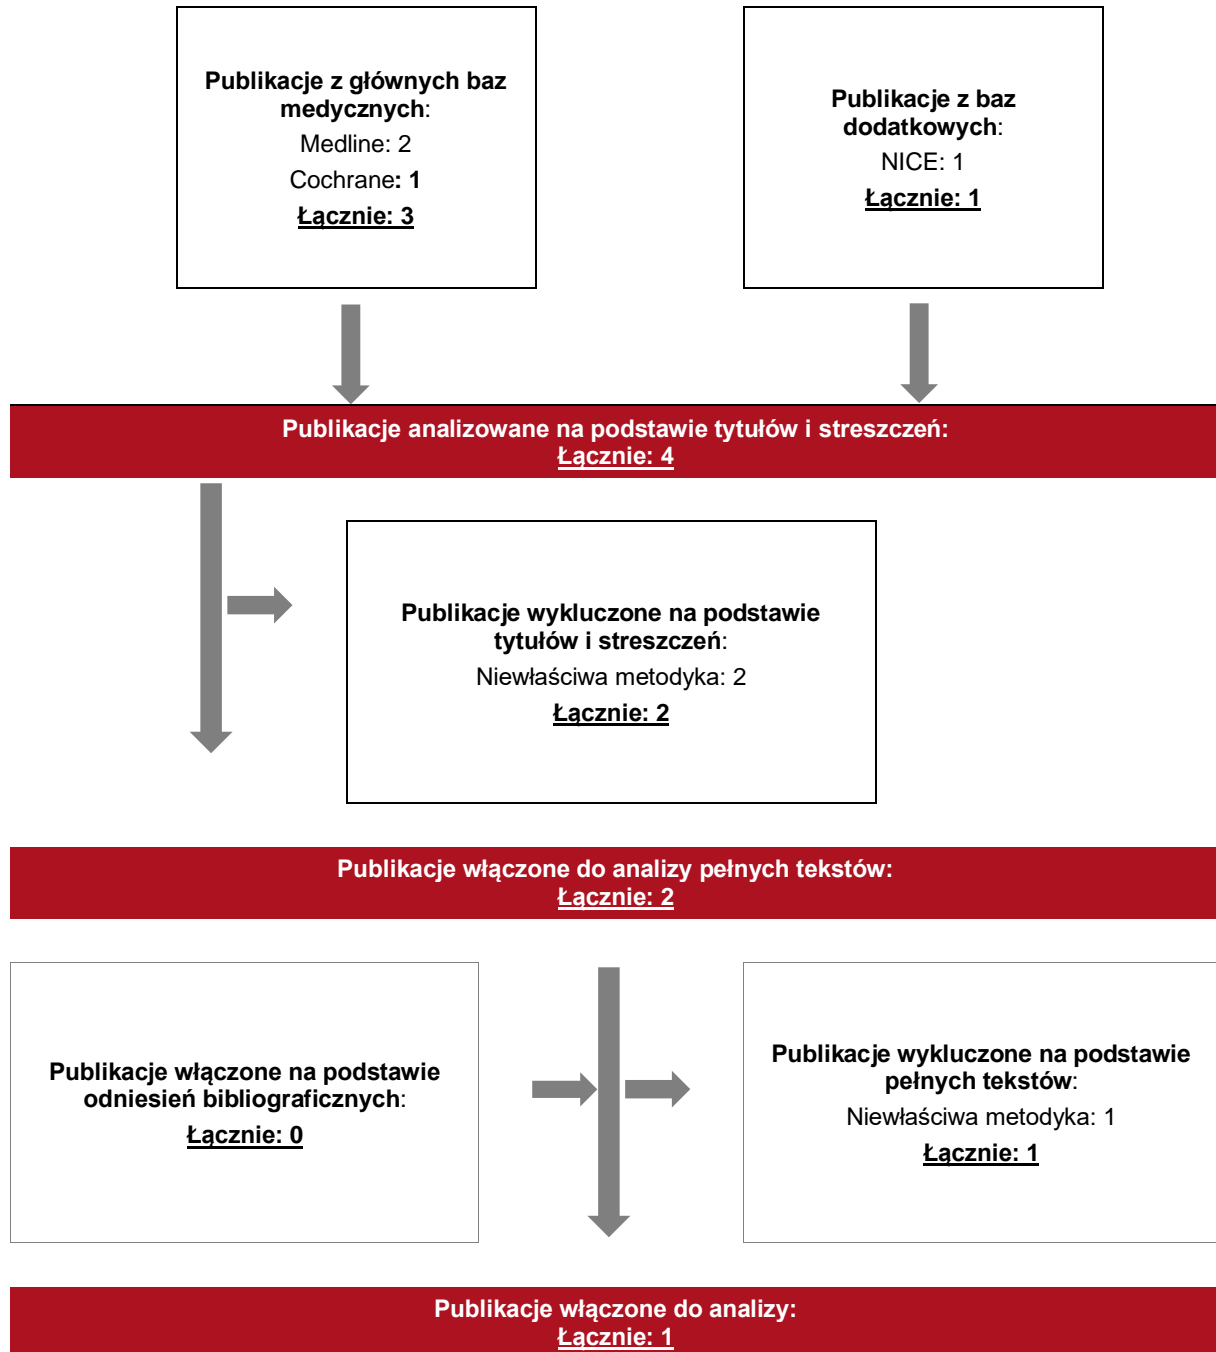 Publikacje z głównych baz
medycznych:
Medline: 2
Cochrane: 1
Łącznie: 3
Publikacje z baz
dodatkowych:
NICE: 1
Łącznie: 1
Publikacje analizowane na podstawie tytułów i streszczeń:
Łącznie: 4
Publikacje wykluczone na podstawie
tytułów i streszczeń:
Niewłaściwa metodyka: 2
Łącznie: 2
Publikacje włączone do analizy pełnych tekstów:
Łącznie: 2
Publikacje włączone na podstawie
odniesień bibliograficznych:
Łącznie: 0
Publikacje wykluczone na podstawie
pełnych tekstów:
Niewłaściwa metodyka: 1
Łącznie: 1
Publikacje włączone do analizy:
Łącznie: 1